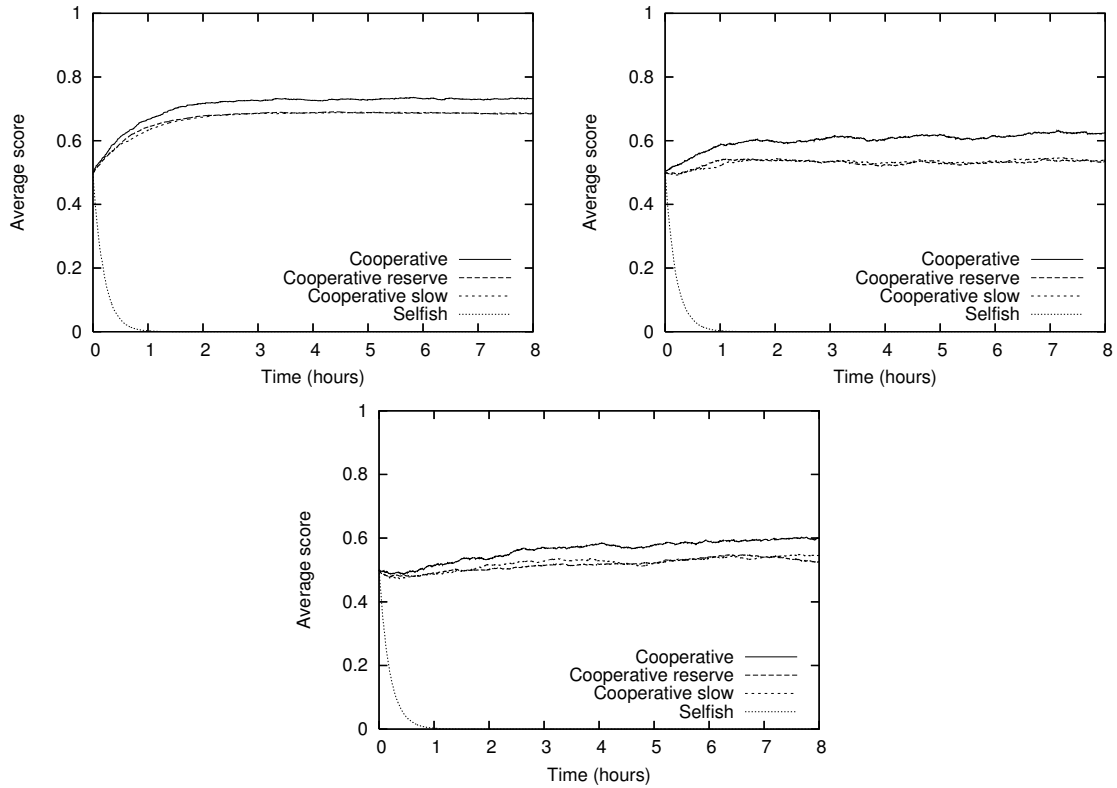 1
0.8
0.6
0.4
0.2
0
Average score
Cooperative
Cooperative reserve
Cooperative slow
Selfish
0 1 2 3 4 5 6 7 8
Time (hours)
1
0.8
0.6
0.4
0.2
0
Average score
Cooperative
Cooperative reserve
Cooperative slow
Selfish
0 1 2 3 4 5 6 7 8
Time (hours)
1
0.8
0.6
0.4
0.2
0
Average score
Cooperative
Cooperative reserve
Cooperative slow
Selfish
0 1 2 3 4 5 6 7 8
Time (hours)